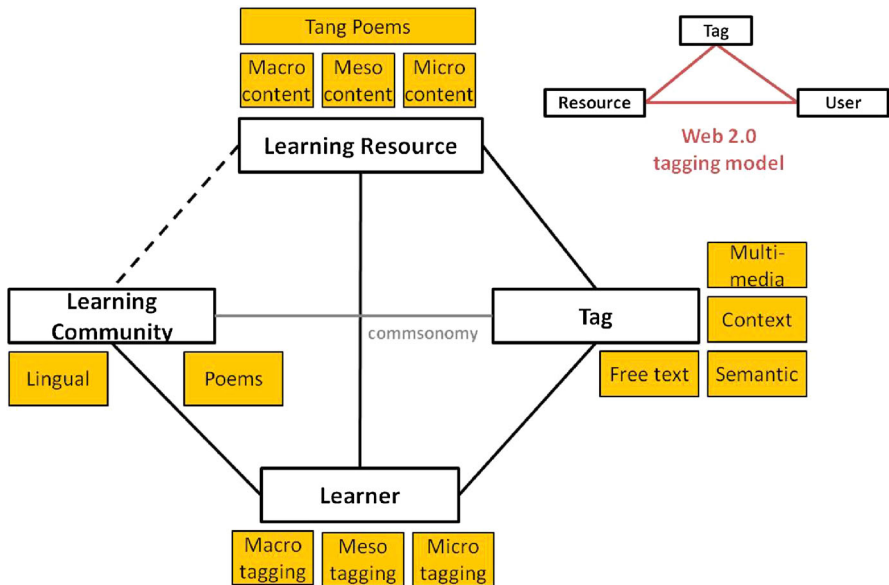 Tang Poems
Macro
content
Meso
content
Micro
content
Learning Resource
Tag
Resource
User
Web 2.0
tagging model
Learning
Community
commsonomy
Tag
Multi-
media
Context
Lingual
Poems
Free text
Semantic
Learner
Macro
tagging
Meso
tagging
Micro
tagging